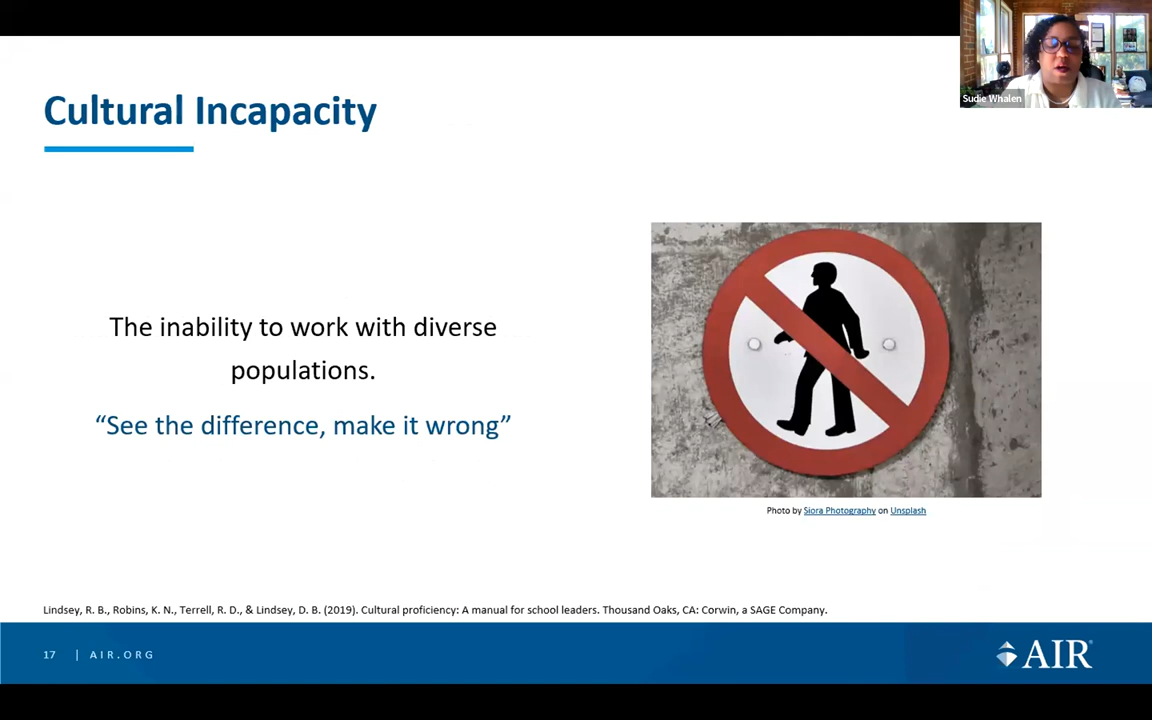 Sudie Whalen
Cultural Incapacity
The inability to work with diverse
populations.
“See the difference, make it wrong”
Photo by Siora Photography on Unsplash
Lindsey, R. B., Robins, K. N., Terrell, R. D., & Lindsey, D. B. (2019). Cultural proficiency: A manual for school leaders. Thousand Oaks, CA: Corwin, a SAGE Company.
17 | AIR.ORG
AIR®